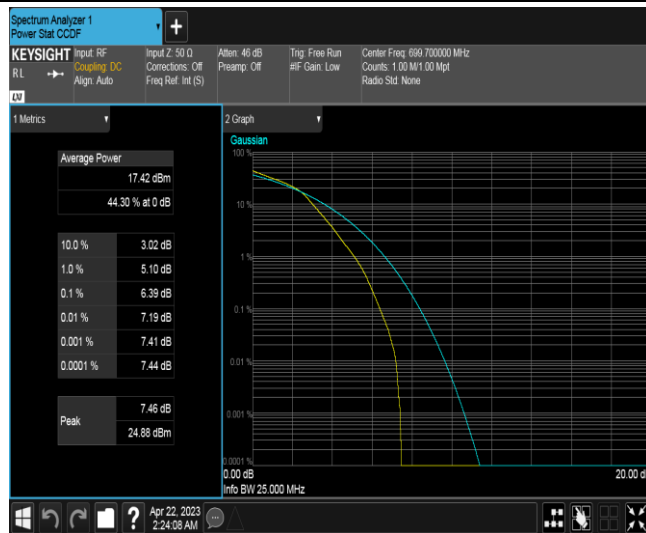 Spectrum Analyzer 1
Power Stat CCDF
+
KEYSIGHT
RL
LXI
Input: RF
Coupling: DC
Align: Auto
Input Z: 50 Ω
Corrections: Off
Freq Ref: Int (S)
Atten: 46 dB
Preamp: Off
Trig: Free Run
#IF Gain: Low
Center Freq: 699.700000 MHz
Counts: 1.00 M/1.00 Mpt
Radio Std: None
1 Metrics
Average Power
17.42 dBm
44.30 % at 0 dB
10.0 % 3.02 dB
1.0 % 5.10 dB
0.1 % 6.39 dB
0.01 % 7.19 dB
0.001 % 7.41 dB
0.0001 % 7.44 dB
Peak 7.46 dB
24.88 dBm
2 Graph
Gaussian
100 %
10 %
1 %
0.1 %
0.01 %
0.001 %
0.0001 %
0.00 dB
20.00 d
Info BW 25.000 MHz
?
Apr 22, 2023
2:24:08 AM